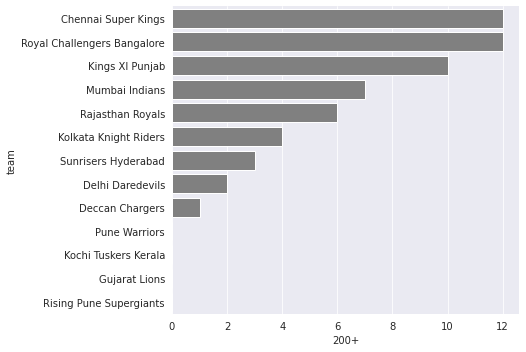 Chennai Super Kings
Royal Challengers Bangalore
Kings XI Punjab
Mumbai Indians
Rajasthan Royals
Kolkata Knight Riders
Sunrisers Hyderabad
Delhi Daredevils
Deccan Chargers
Pune Warriors
Kochi Tuskers Kerala
Gujarat Lions
Rising Pune Supergiants
team
0 2 4 6 8 10 12
200+